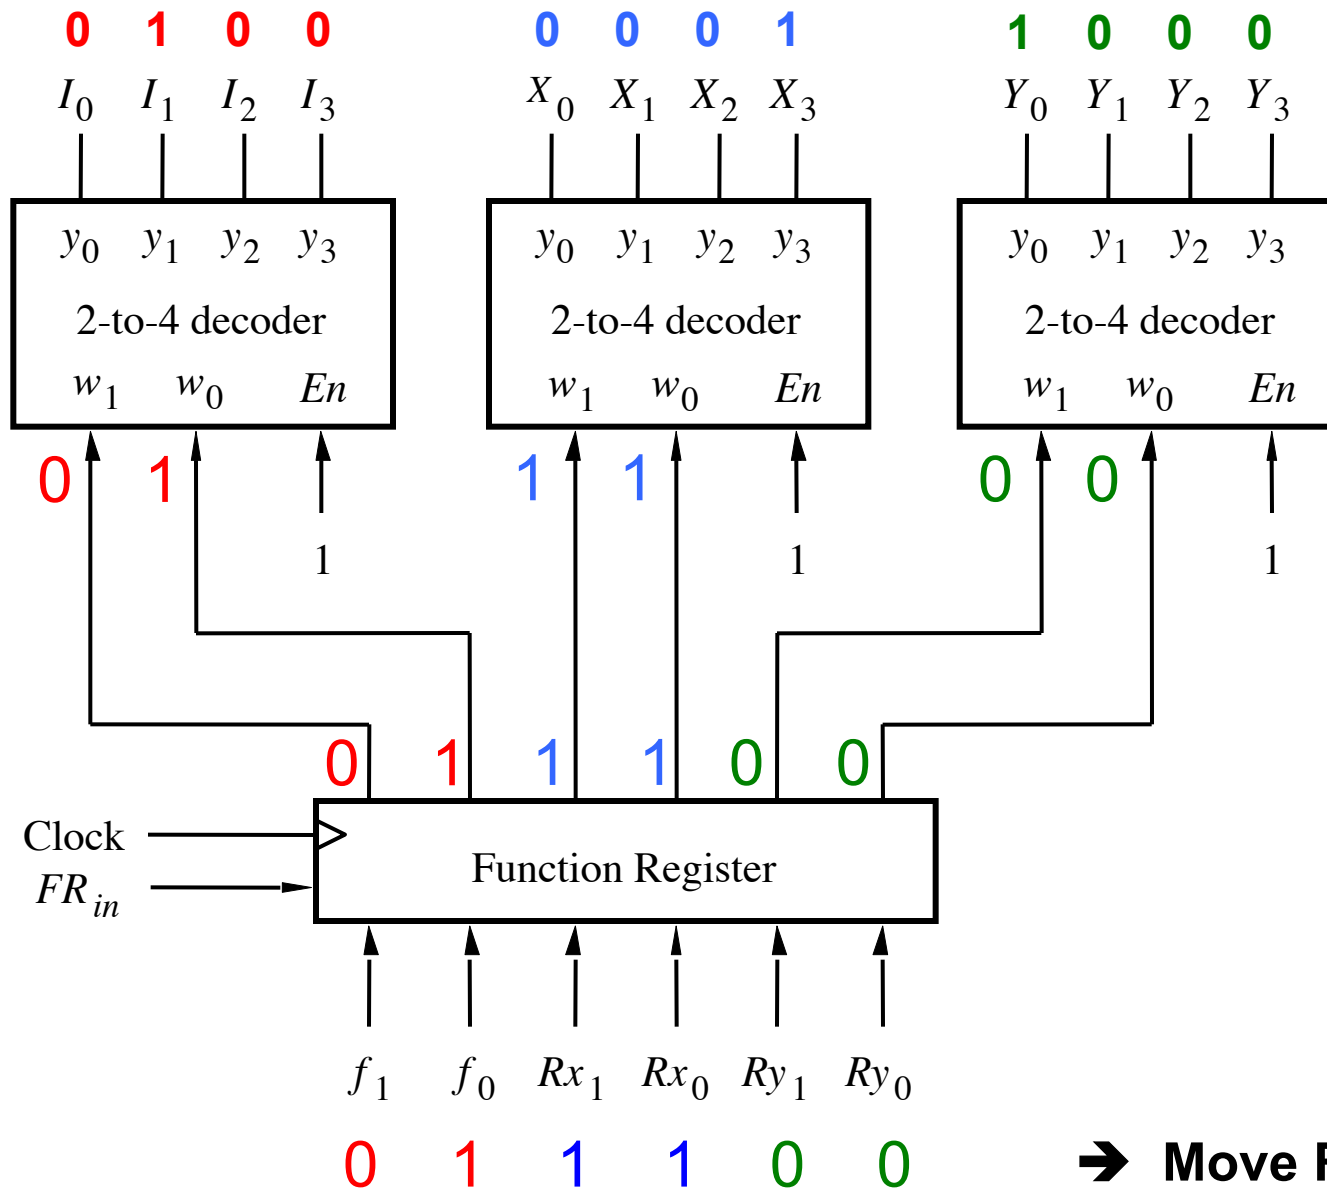 0 1 0 0 0 0 0 1 1 0 0 0
I0 I1 I2 I3 X0 X1 X2 X3 Y0 Y1 Y2 Y3
y0 y1 y2 y3 y0 y1 y2 y3 y0 y1 y2 y3
2-to-4 decoder 2-to-4 decoder 2-to-4 decoder
w1 w0 En w1 w0 En w1 w0 En
0 1 1 1 0 0
1 1 1
0 1 1 1 0 0
Clock
Function Register
FRin
f1 f0 Rx1 Rx0 Ry1 Ry0
0 1 1 1 0 0 ➔ Move